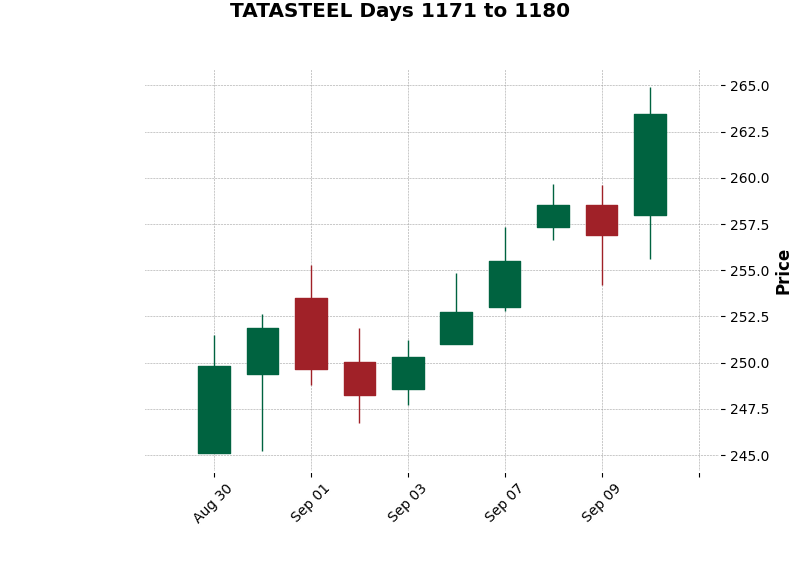 TATASTEEL Days 1171 to 1180
265.0
262.5
260.0
257.5
255.0
252.5
250.0
247.5
245.0
Price
Aug 30
Sep 01
Sep 03
Sep 07
Sep 09